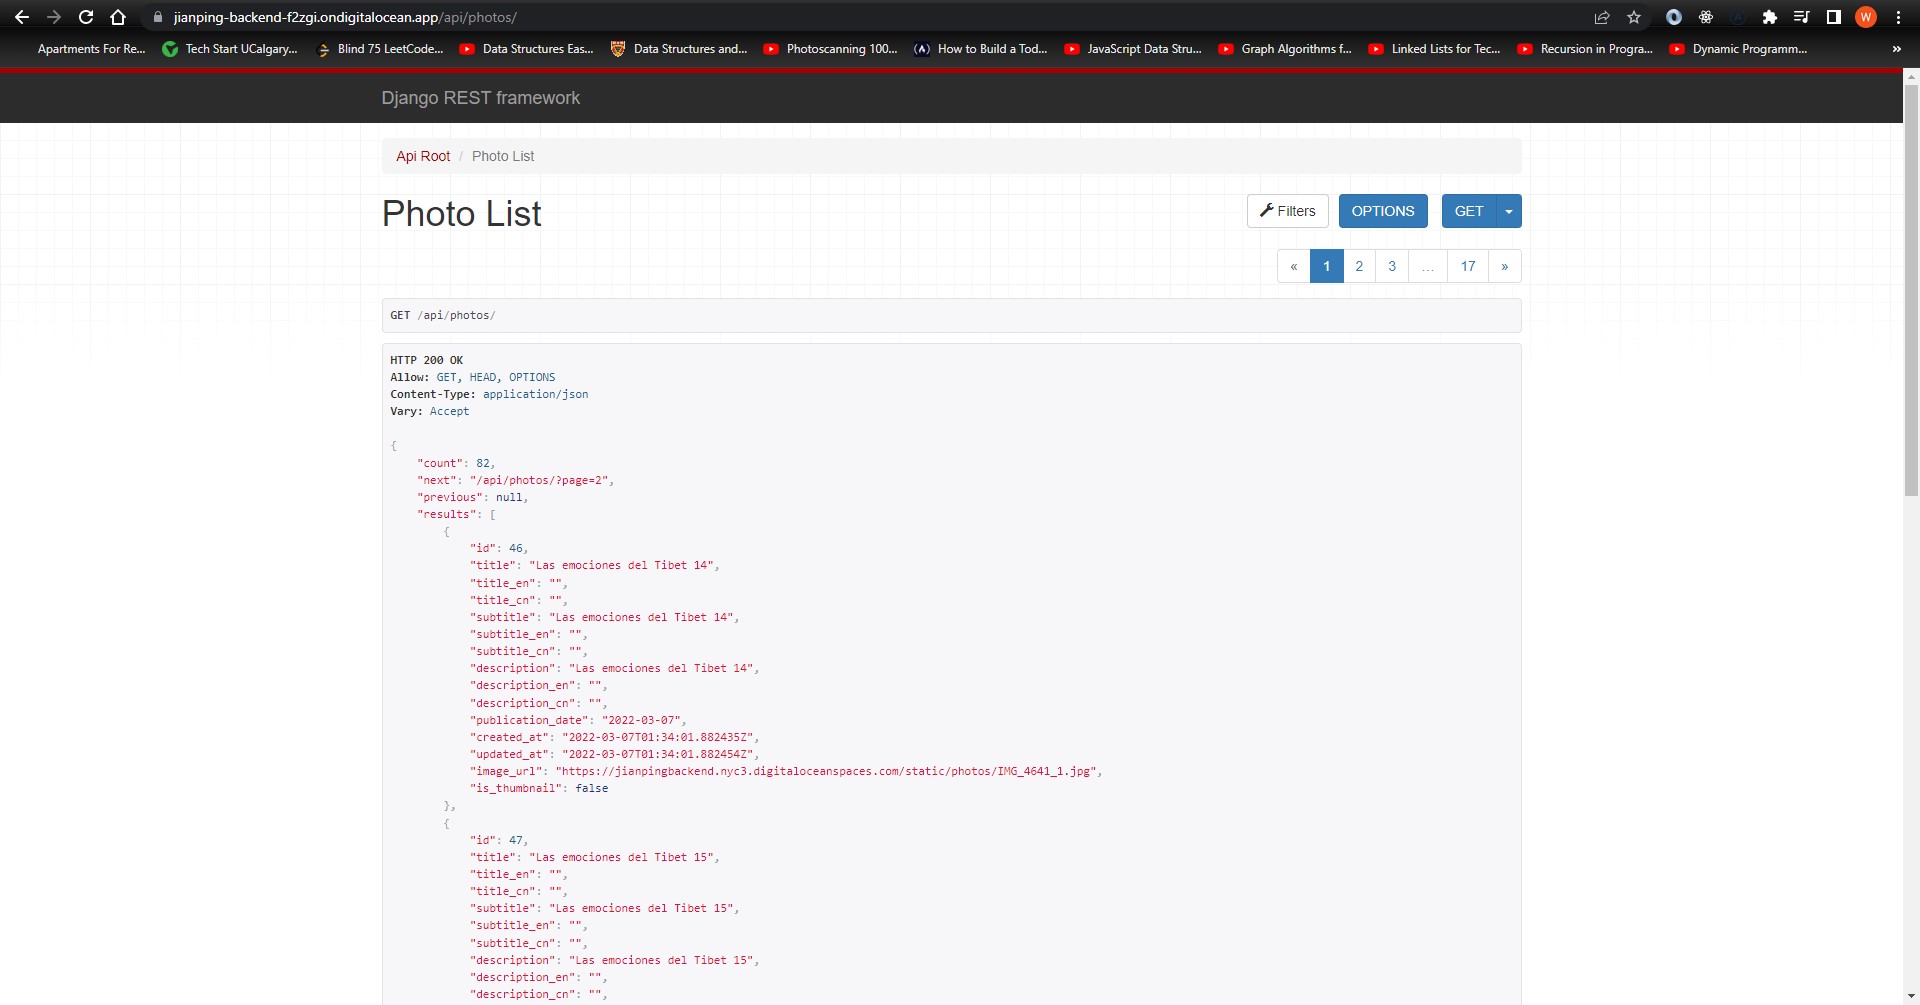 jianping-backend-f2zgi.ondigitalocean.app/api/photos/
W
Apartments For Re... Tech Start UCalgary... Blind 75 LeetCode... Data Structures Eas... Data Structures and... Photoscanning 100... How to Build a Tod... JavaScript Data Stru... Graph Algorithms f... Linked Lists for Tec... Recursion in Progra... Dynamic Programm... »
Django REST framework
Api Root / Photo List
Photo List
Filters OPTIONS GET
« 1 2 3 … 17 »
GET /api/photos/
HTTP 200 OK
Allow: GET, HEAD, OPTIONS
Content-Type: application/json
Vary: Accept
{
"count": 82,
"next": "/api/photos/?page=2",
"previous": null,
"results": [
{
"id": 46,
"title": "Las emociones del Tibet 14",
"title_en": "",
"title_cn": "",
"subtitle": "Las emociones del Tibet 14",
"subtitle_en": "",
"subtitle_cn": "",
"description": "Las emociones del Tibet 14",
"description_en": "",
"description_cn": "",
"publication_date": "2022-03-07",
"created_at": "2022-03-07T01:34:01.882435Z",
"updated_at": "2022-03-07T01:34:01.882454Z",
"image_url": "https://jianpingbackend.nyc3.digitaloceanspaces.com/static/photos/IMG_4641_1.jpg",
"is_thumbnail": false
},
{
"id": 47,
"title": "Las emociones del Tibet 15",
"title_en": "",
"title_cn": "",
"subtitle": "Las emociones del Tibet 15",
"subtitle_en": "",
"subtitle_cn": "",
"description": "Las emociones del Tibet 15",
"description_en": "",
"description_cn": "",